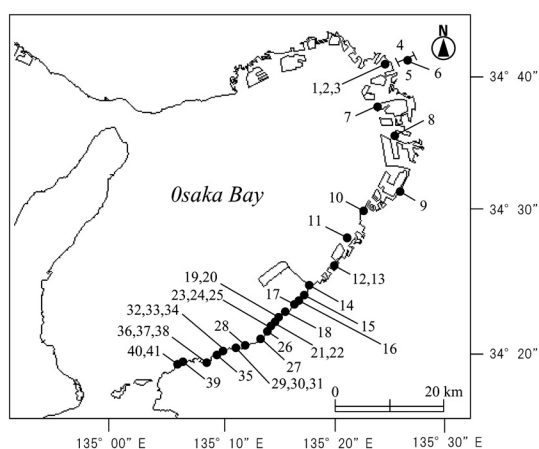 N
4
5
6
1,2,3
34° 40′ N
7
8
Osaka Bay
10
9
34° 30′ N
11
12,13
19,20
17
14
23,24,25
15
32,33,34
18
16
36,37,38
28
26
21,22
40,41
27
34° 20′ N
39
35
29,30,31
0
20 km
135° 00′ E
135° 10′ E
135° 20′ E
135° 30′ E